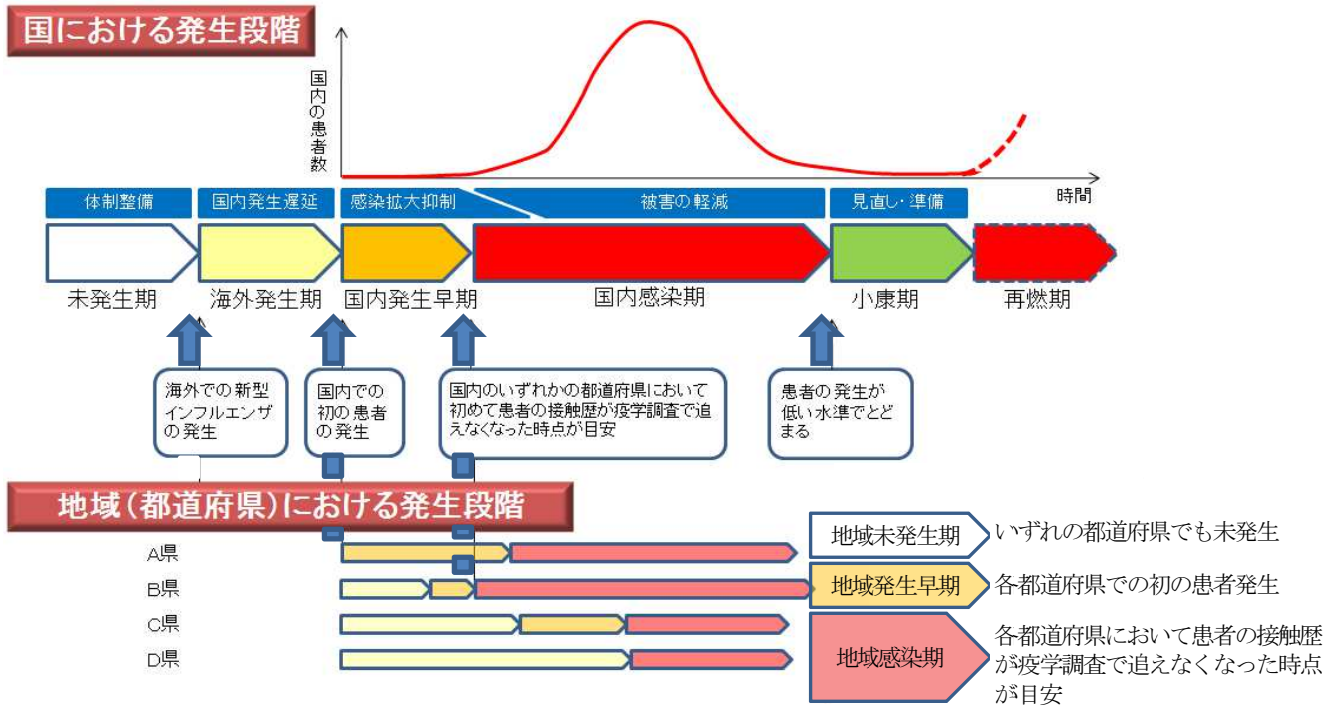 国における発生段階
国内の患者数
時間
体制整備
国内発生遅延
感染拡大抑制
被害の軽減
見直し・準備
未発生期
海外発生期
国内発生早期
国内感染期
小康期
再燃期
海外での新型
インフルエンザ
の発生
国内での
初の患者
の発生
国内のいずれかの都道府県において
初めて患者の接触歴が疫学調査で追
えなくなった時点が目安
患者の発生が
低い水準でとど
まる
地域(都道府県)における発生段階
A県
B県
C県
D県
地域未発生期
いずれの都道府県でも未発生
地域発生早期
各都道府県での初の患者発生
地域感染期
各都道府県において患者の接触歴
が疫学調査で追えなくなった時点
が目安